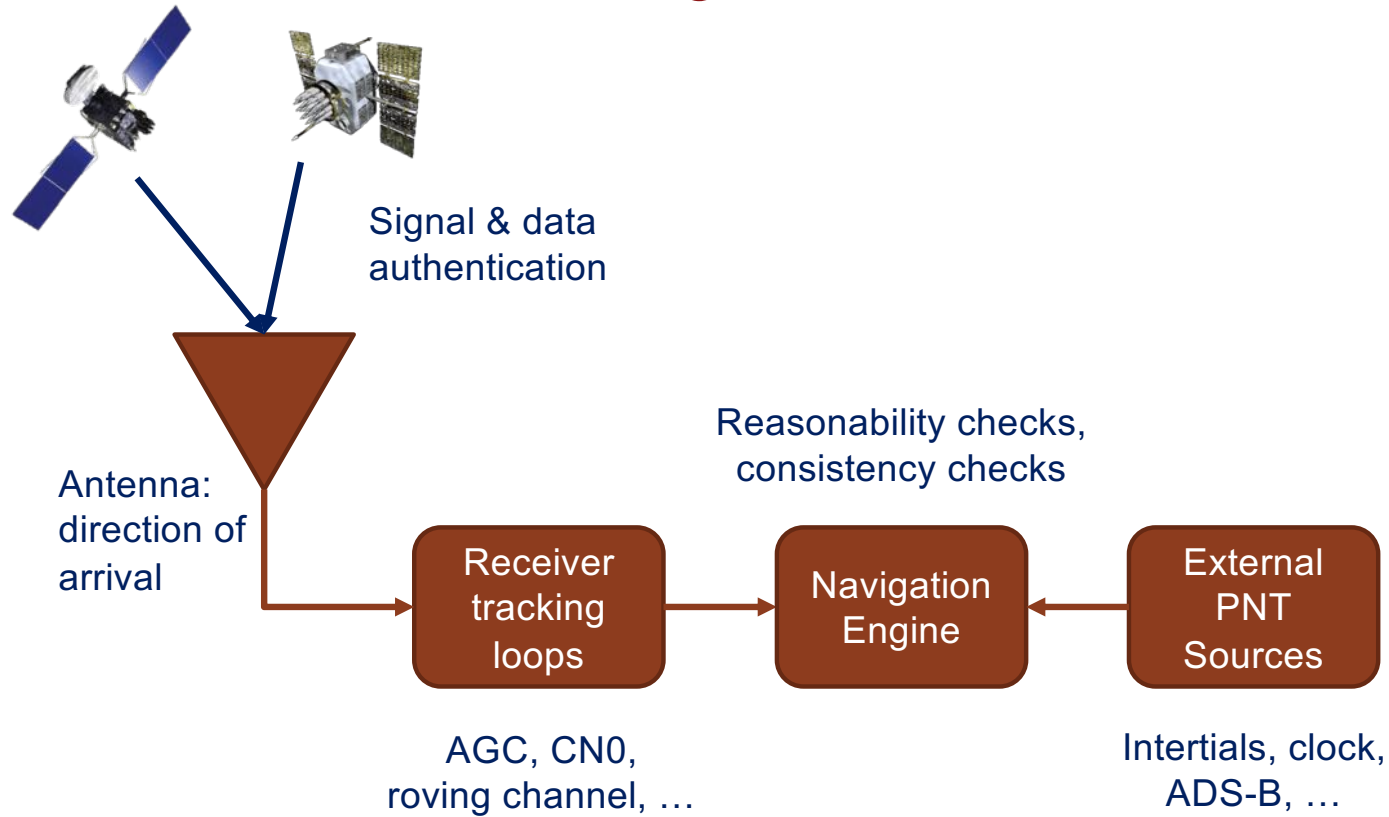 Signal & data
authentication
Antenna:
direction of
arrival
Reasonability checks,
consistency checks
Receiver
tracking
loops
Navigation
Engine
External
PNT
Sources
AGC, CN0,
roving channel, …
Intertials, clock,
ADS-B, …